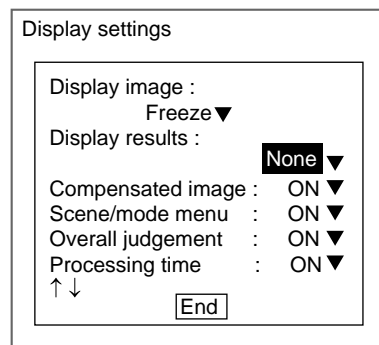 Display settings
Display image :
Freeze▼
Display results :
None ▼
Compensated image : ON ▼
Scene/mode menu : ON ▼
Overall judgement : ON ▼
Processing time : ON ▼
↑↓
End